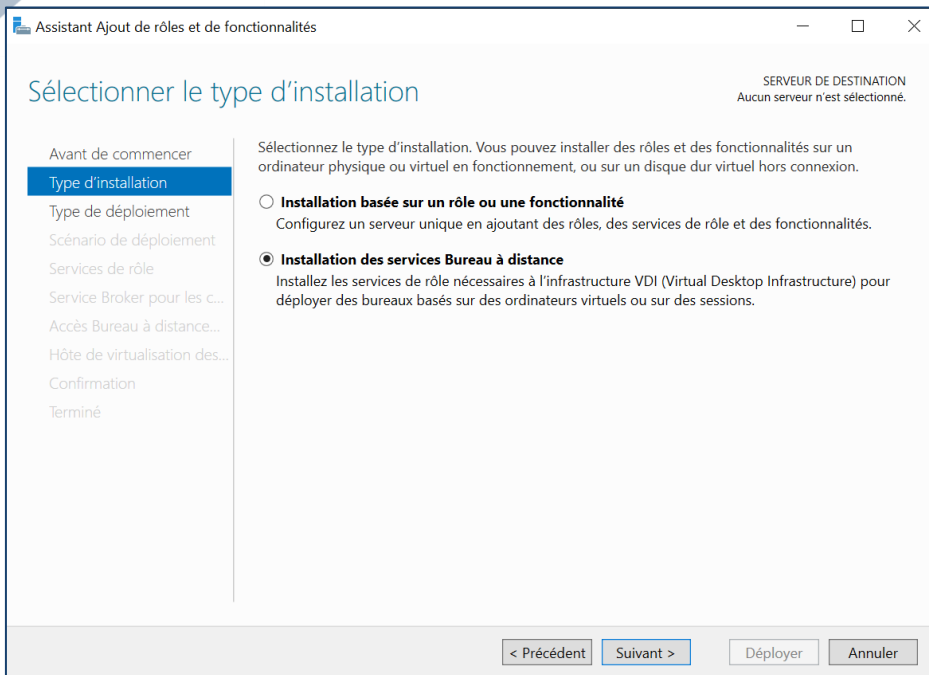 Assistant Ajout de rôles et de fonctionnalités
Sélectionner le type d'installation
SERVEUR DE DESTINATION
Aucun serveur n'est sélectionné.
Avant de commencer
Type d'installation
Type de déploiement
Scénario de déploiement
Services de rôle
Service Broker pour les c...
Accès Bureau à distance...
Hôte de virtualisation des...
Confirmation
Terminé
Sélectionnez le type d'installation. Vous pouvez installer des rôles et des fonctionnalités sur un
ordinateur physique ou virtuel en fonctionnement, ou sur un disque dur virtuel hors connexion.
Installation basée sur un rôle ou une fonctionnalité
Configurez un serveur unique en ajoutant des rôles, des services de rôle et des fonctionnalités.
Installation des services Bureau à distance
Installez les services de rôle nécessaires à l'infrastructure VDI (Virtual Desktop Infrastructure) pour
déployer des bureaux basés sur des ordinateurs virtuels ou sur des sessions.
< Précédent
Suivant >
Déployer
Annuler